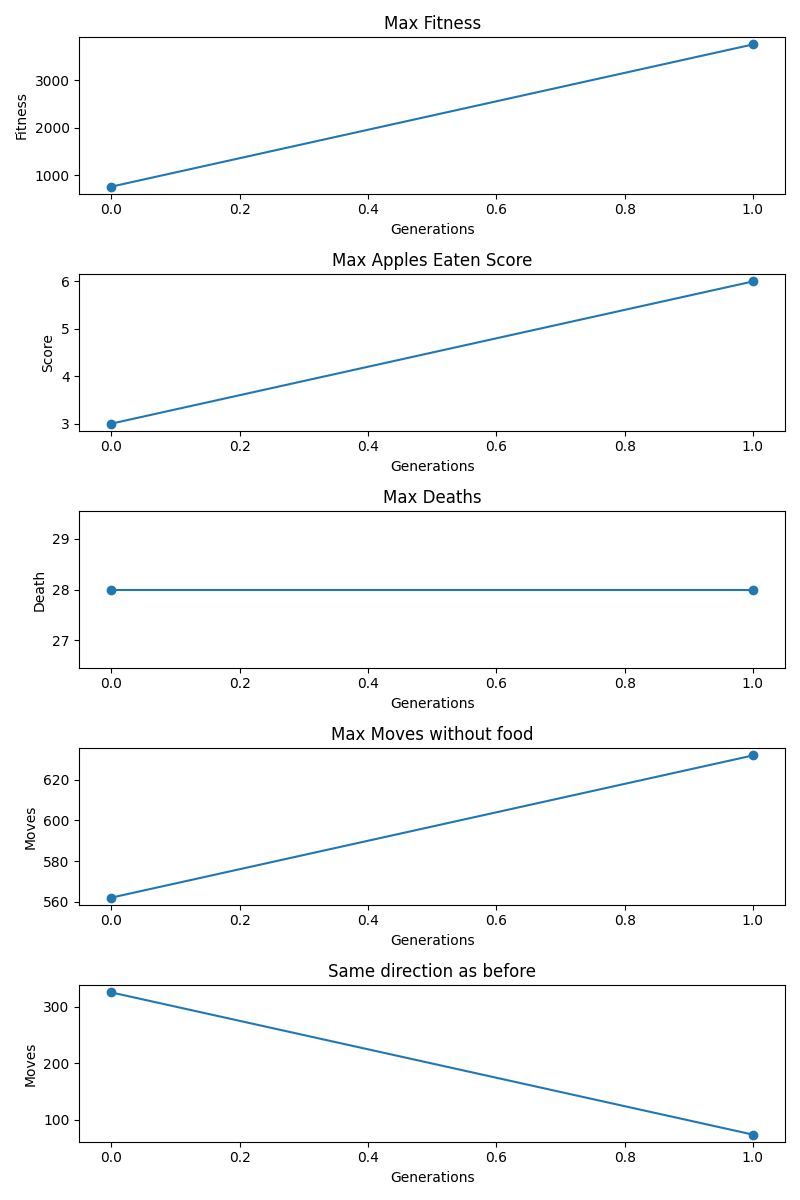 Max Fitness
Fitness
3000
2000
1000
0.0 0.2 0.4 0.6 0.8 1.0
Generations
Max Apples Eaten Score
Score
6
5
4
3
0.0 0.2 0.4 0.6 0.8 1.0
Generations
Max Deaths
Death
29
28
27
0.0 0.2 0.4 0.6 0.8 1.0
Generations
Max Moves without food
Moves
620
600
580
560
0.0 0.2 0.4 0.6 0.8 1.0
Generations
Same direction as before
Moves
300
200
100
0.0 0.2 0.4 0.6 0.8 1.0
Generations